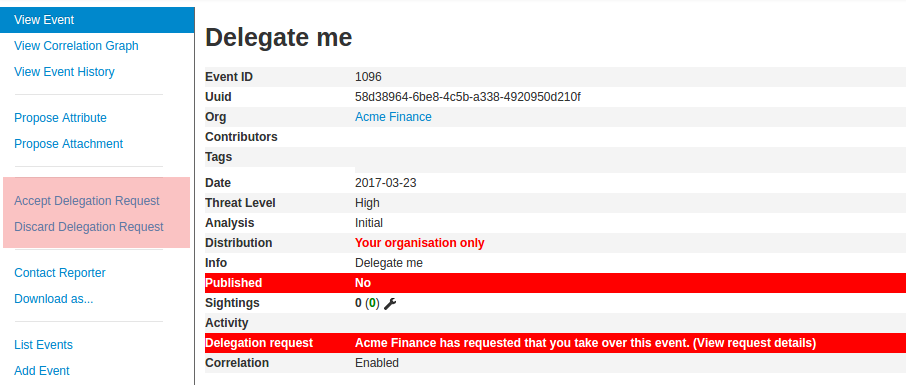 View Event
View Correlation Graph
View Event History
Propose Attribute
Propose Attachment
Accept Delegation Request
Discard Delegation Request
Contact Reporter
Download as...
List Events
Add Event
Delegate me
Event ID 1096
Uuid 58d38964-6be8-4c5b-a338-4920950d210f
Org Acme Finance
Contributors
Tags
Date 2017-03-23
Threat Level High
Analysis Initial
Distribution Your organisation only
Info Delegate me
Published No
Sightings 0 (0)
Activity
Delegation request Acme Finance has requested that you take over this event. (View request details)
Correlation Enabled